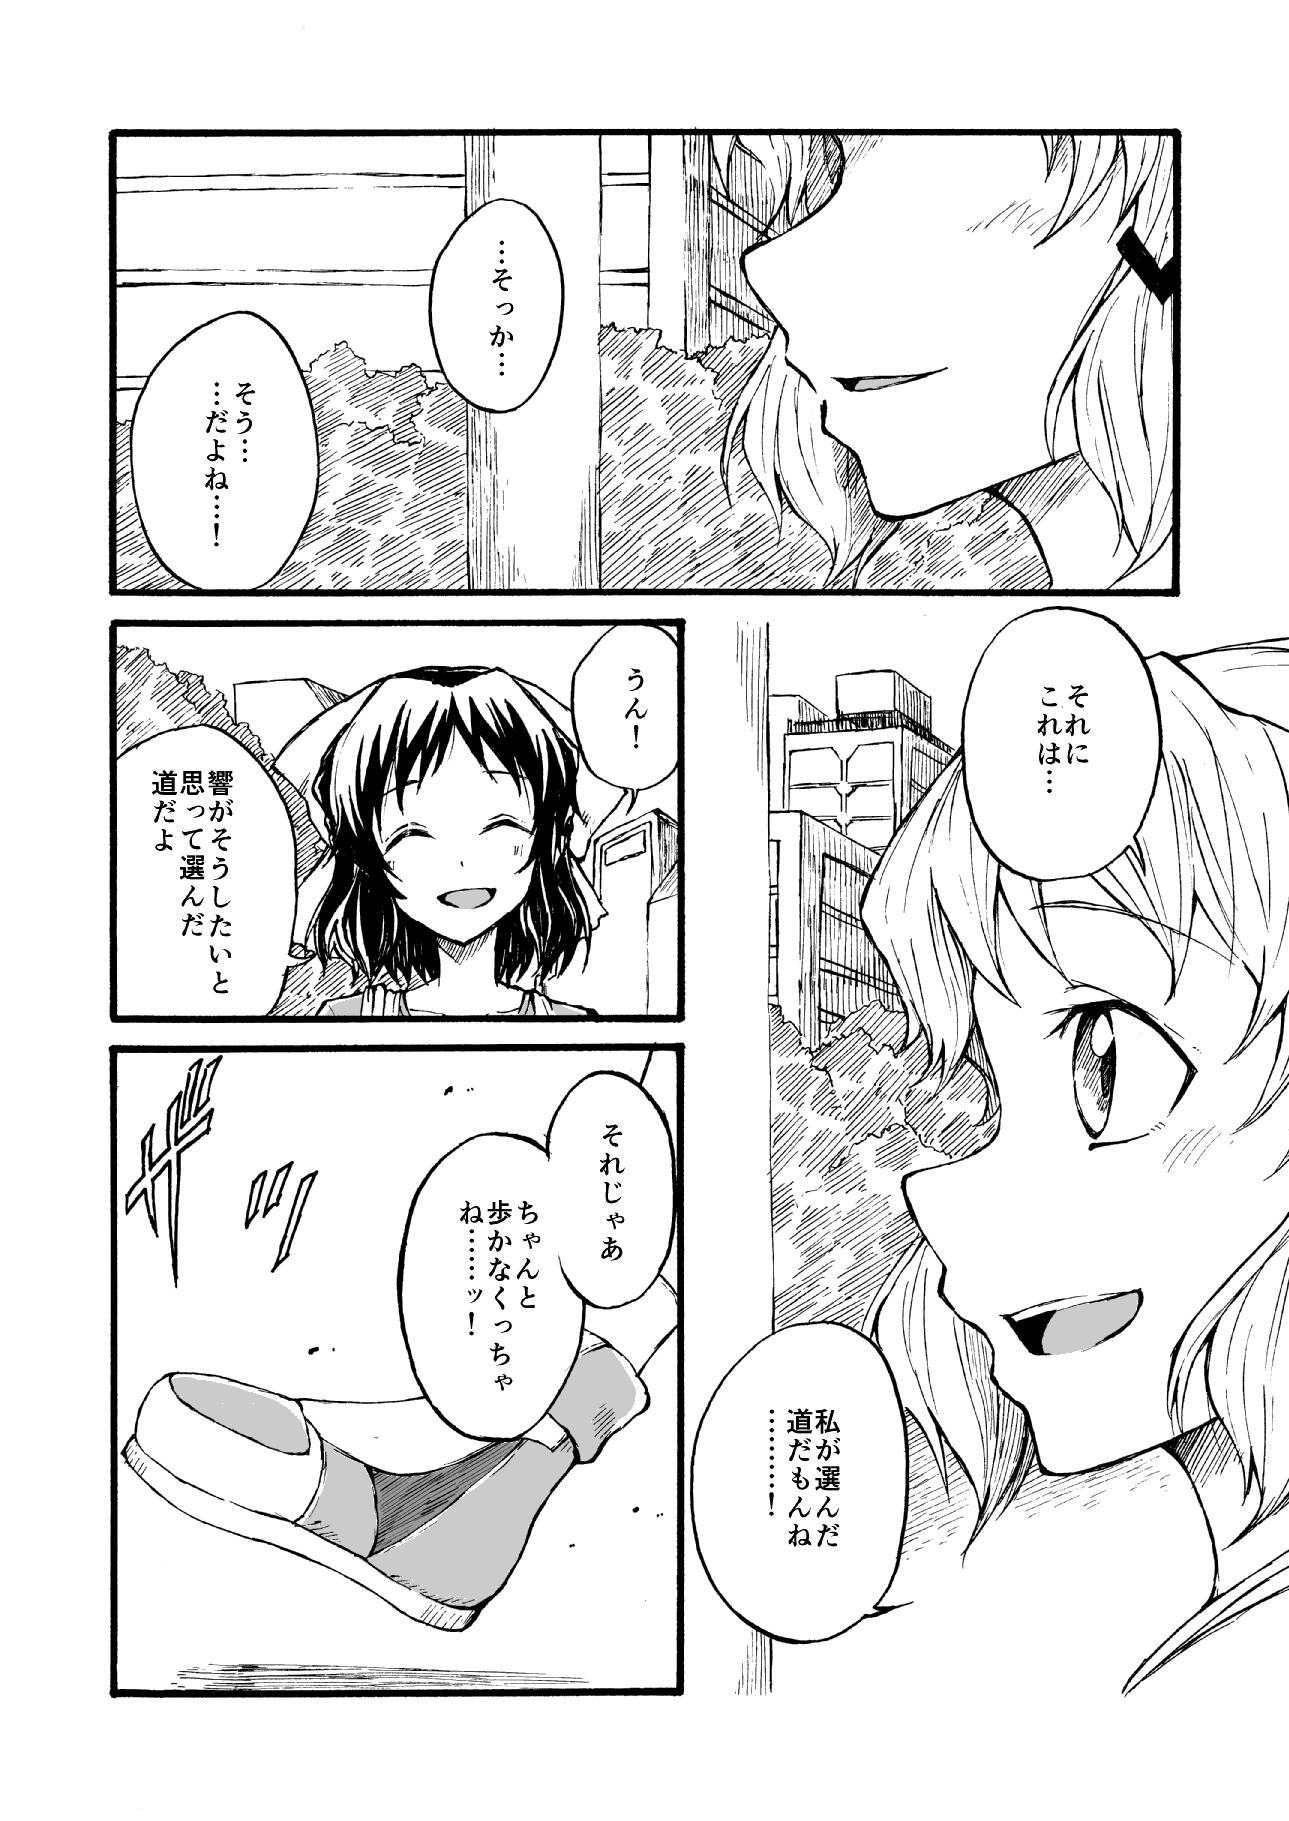 …そっか…
そう…
…だよね…！
それに
これは…
私が選んだ
道だもんね
………！
うん！
響がそうしたいと
思って選んだ
道だよ
それじゃあ
ちゃんと
歩かなくっちゃ
ね……ッ！
ザッ